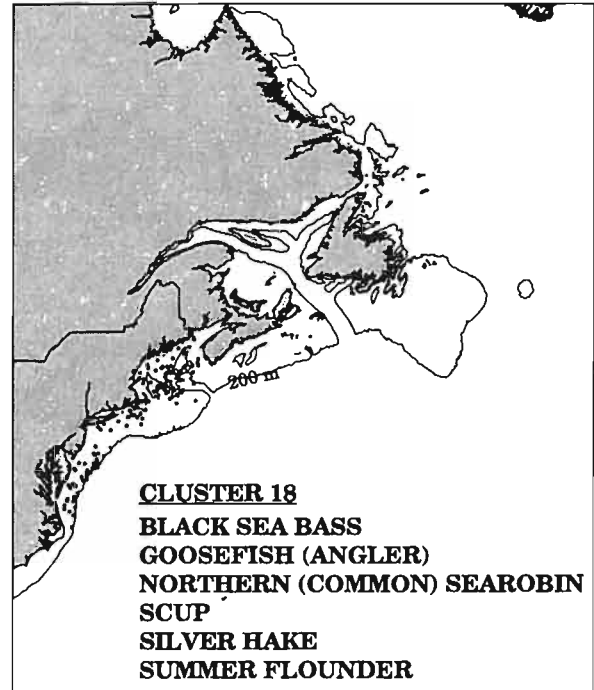 200 m
CLUSTER 18
BLACK SEA BASS
GOOSEFISH (ANGLER)
NORTHERN (COMMON) SEAROBIN
SCUP
SILVER HAKE
SUMMER FLOUNDER